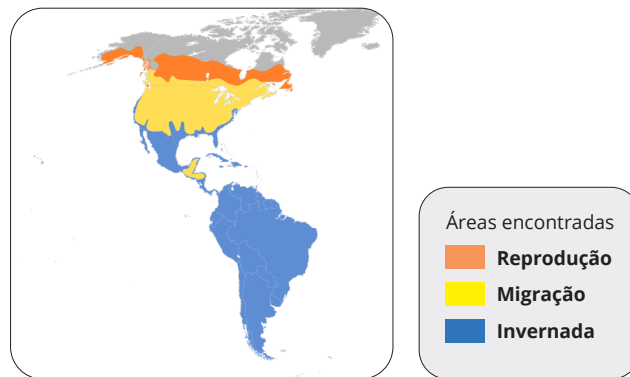 Áreas encontradas
Reprodução
Migração
Invernada